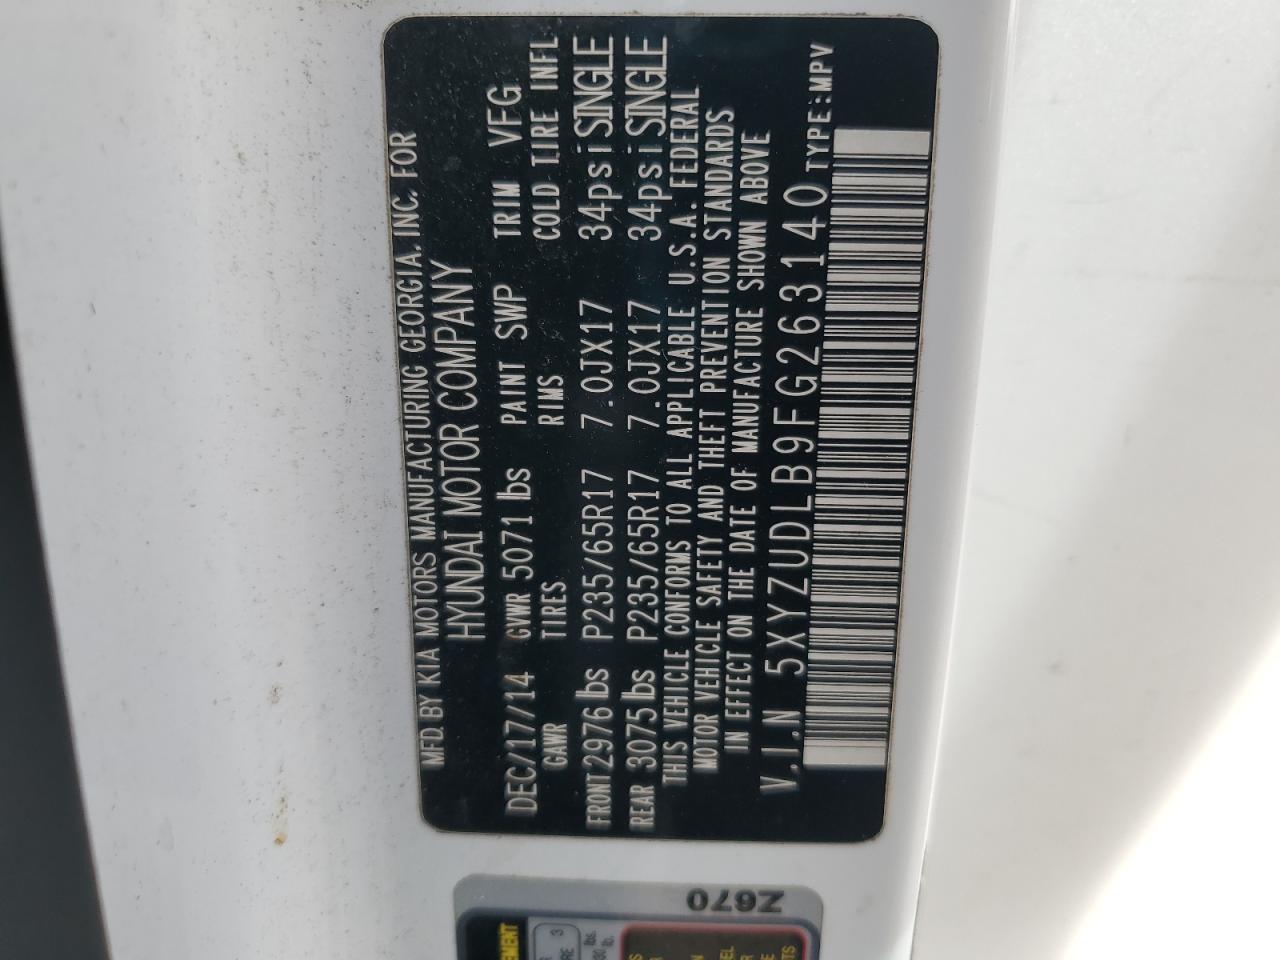 MFD. BY KIA MOTORS MANUFACTURING GEORGIA, INC. FOR
HYUNDAI MOTOR COMPANY
DEC/17/14 GVWR 5071 lbs PAINT SWP TRIM VFG
GAWR TIRES RIMS COLD TIRE INFL
FRONT 2976 lbs P235/65R17 7.0JX17 34psi SINGLE
REAR 3075 lbs P235/65R17 7.0JX17 34psi SINGLE
THIS VEHICLE CONFORMS TO ALL APPLICABLE U.S.A. FEDERAL
MOTOR VEHICLE SAFETY AND THEFT PREVENTION STANDARDS
IN EFFECT ON THE DATE OF MANUFACTURE SHOWN ABOVE
V.I.N 5XYZUDLB9FG263140 TYPE:MPV
Z670